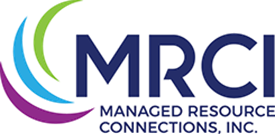 MRCI
MANAGED RESOURCE
CONNECTIONS, INC.